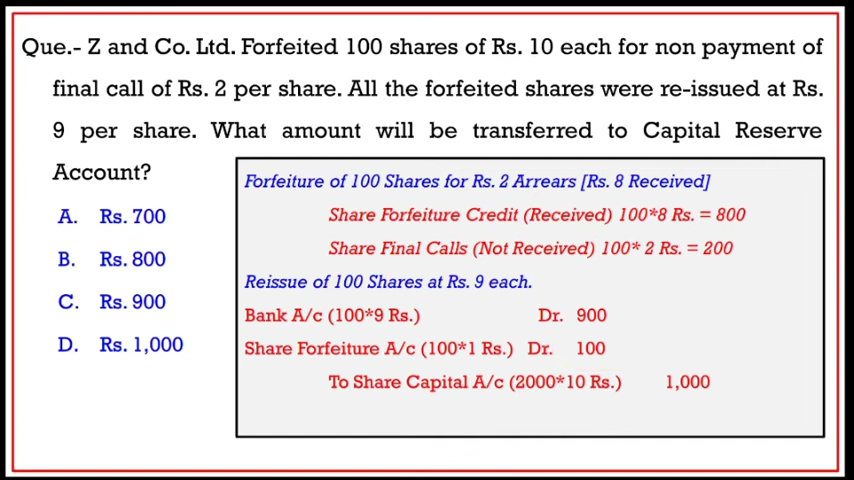 Que.- Z and Co. Ltd. Forfeited 100 shares of Rs. 10 each for non payment of
final call of Rs. 2 per share. All the forfeited shares were re-issued at Rs.
9 per share. What amount will be transferred to Capital Reserve
Account?
A. Rs. 700
B. Rs. 800
C. Rs. 900
D. Rs. 1,000
Forfeiture of 100 Shares for Rs. 2 Arrears [Rs. 8 Received]
Share Forfeiture Credit (Received) 100*8 Rs. = 800
Share Final Calls (Not Received) 100* 2 Rs. = 200
Reissue of 100 Shares at Rs. 9 each.
Bank A/c (100*9 Rs.) Dr. 900
Share Forfeiture A/c (100*1 Rs.) Dr. 100
To Share Capital A/c (2000*10 Rs.) 1,000